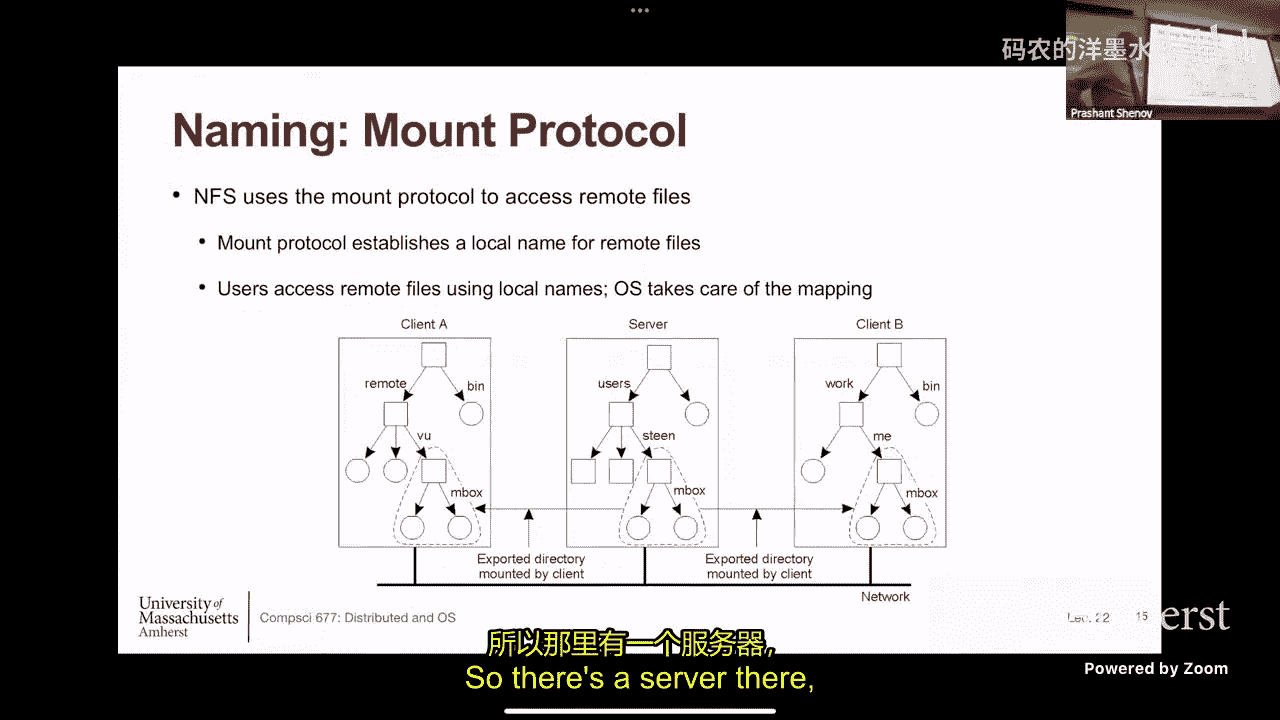 码农的洋墨水
Prashant Shenoy
Naming: Mount Protocol
• NFS uses the mount protocol to access remote files
• Mount protocol establishes a local name for remote files
• Users access remote files using local names; OS takes care of the mapping
Client A
Server
Client B
remote
bin
users
work
bin
vu
steen
me
mbox
mbox
mbox
Exported directory
mounted by client
Exported directory
mounted by client
Network
University of
Massachusetts
Amherst
Compsci 677: Distributed and OS
Lec. 22
15
erst
所以那里有一个服务器，
So there's a server there,
Powered by Zoom